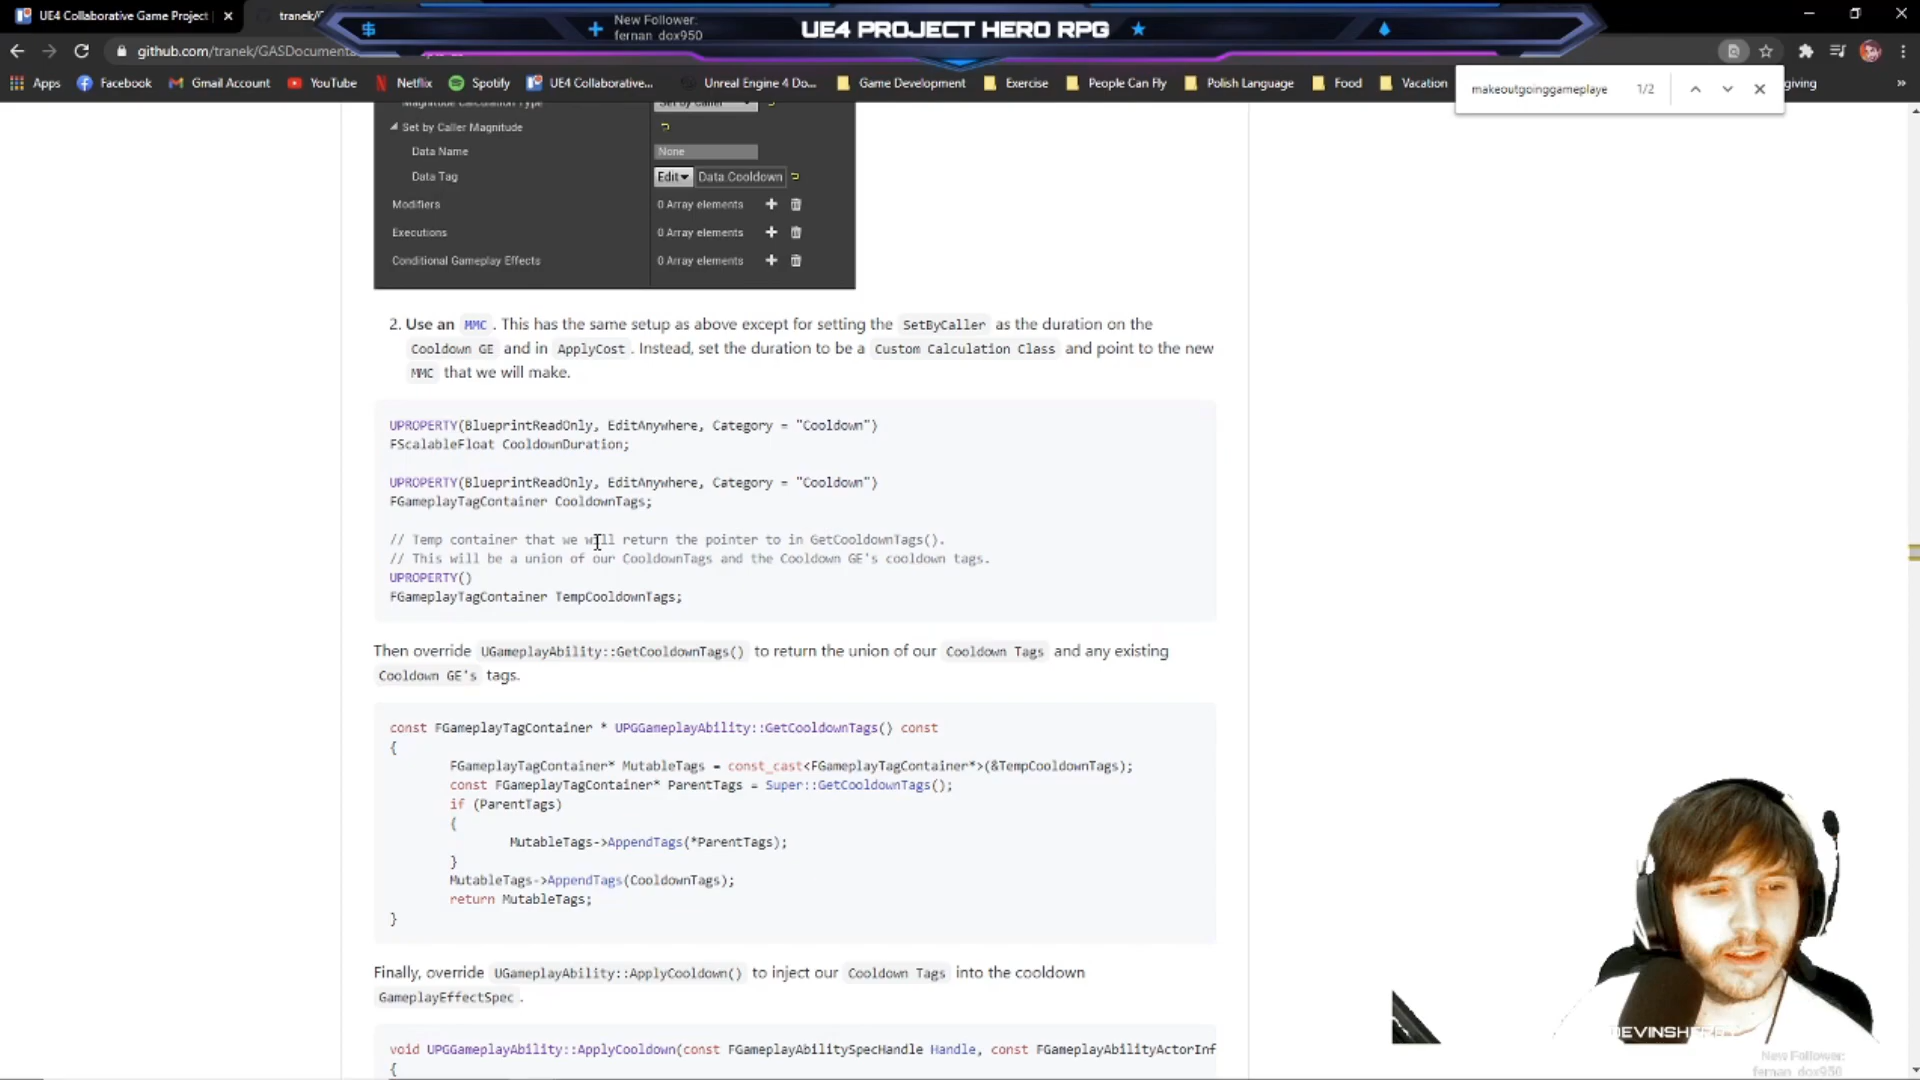 UE4 Collaborative Game Project
tranek/
New Follower:
fernan_dox950
UE4 PROJECT HERO RPG
github.com/tranek/GASDocumenta
Apps
Facebook
Gmail Account
YouTube
Netflix
Spotify
UE4 Collaborative...
Unreal Engine 4 Do...
Game Development
Exercise
People Can Fly
Polish Language
Food
Vacation
giving
»
makeoutgoinggameplaye 1/2
Magnitude Calculation Type Set by Caller
Set by Caller Magnitude
Data Name None
Data Tag Edit Data.Cooldown
Modifiers 0 Array elements
Executions 0 Array elements
Conditional Gameplay Effects 0 Array elements
2. Use an MMC . This has the same setup as above except for setting the SetByCaller as the duration on the
Cooldown GE and in ApplyCost . Instead, set the duration to be a Custom Calculation Class and point to the new
MMC that we will make.
UPROPERTY(BlueprintReadOnly, EditAnywhere, Category = "Cooldown")
FScalableFloat CooldownDuration;
UPROPERTY(BlueprintReadOnly, EditAnywhere, Category = "Cooldown")
FGameplayTagContainer CooldownTags;
// Temp container that we will return the pointer to in GetCooldownTags().
// This will be a union of our CooldownTags and the Cooldown GE's cooldown tags.
UPROPERTY()
FGameplayTagContainer TempCooldownTags;
Then override UGameplayAbility::GetCooldownTags() to return the union of our Cooldown Tags and any existing
Cooldown GE's tags.
const FGameplayTagContainer * UPGGameplayAbility::GetCooldownTags() const
{
FGameplayTagContainer* MutableTags = const_cast<FGameplayTagContainer*>(&TempCooldownTags);
const FGameplayTagContainer* ParentTags = Super::GetCooldownTags();
if (ParentTags)
{
MutableTags->AppendTags(*ParentTags);
}
MutableTags->AppendTags(CooldownTags);
return MutableTags;
}
Finally, override UGameplayAbility::ApplyCooldown() to inject our Cooldown Tags into the cooldown
GameplayEffectSpec .
void UPGGameplayAbility::ApplyCooldown(const FGameplayAbilitySpecHandle Handle, const FGameplayAbilityActorInf
{
New Follower:
fernan_dox950